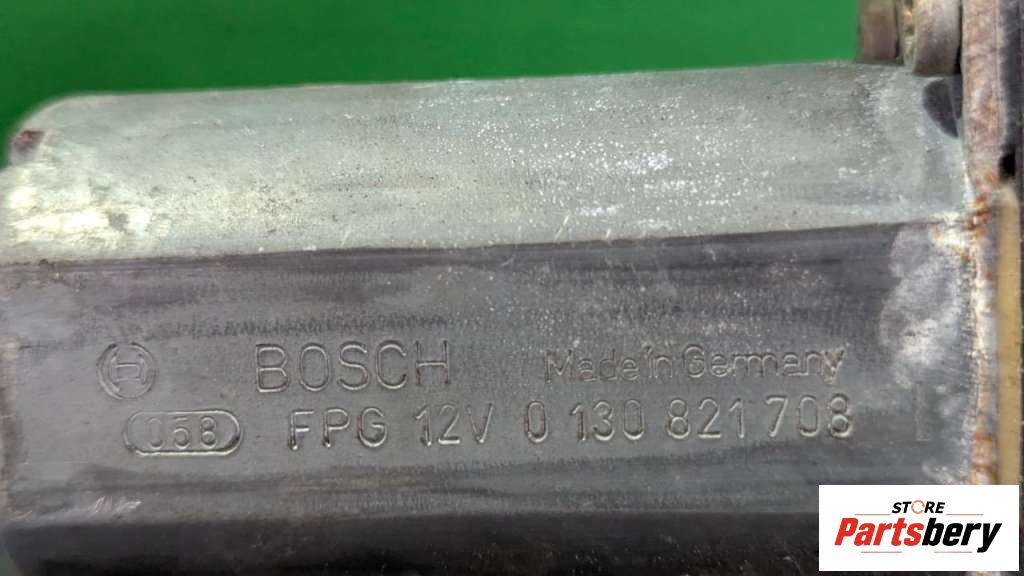 BOSCH Made in Germany
058 FPG 12V 0 130 821 708
STORE
Partsbery